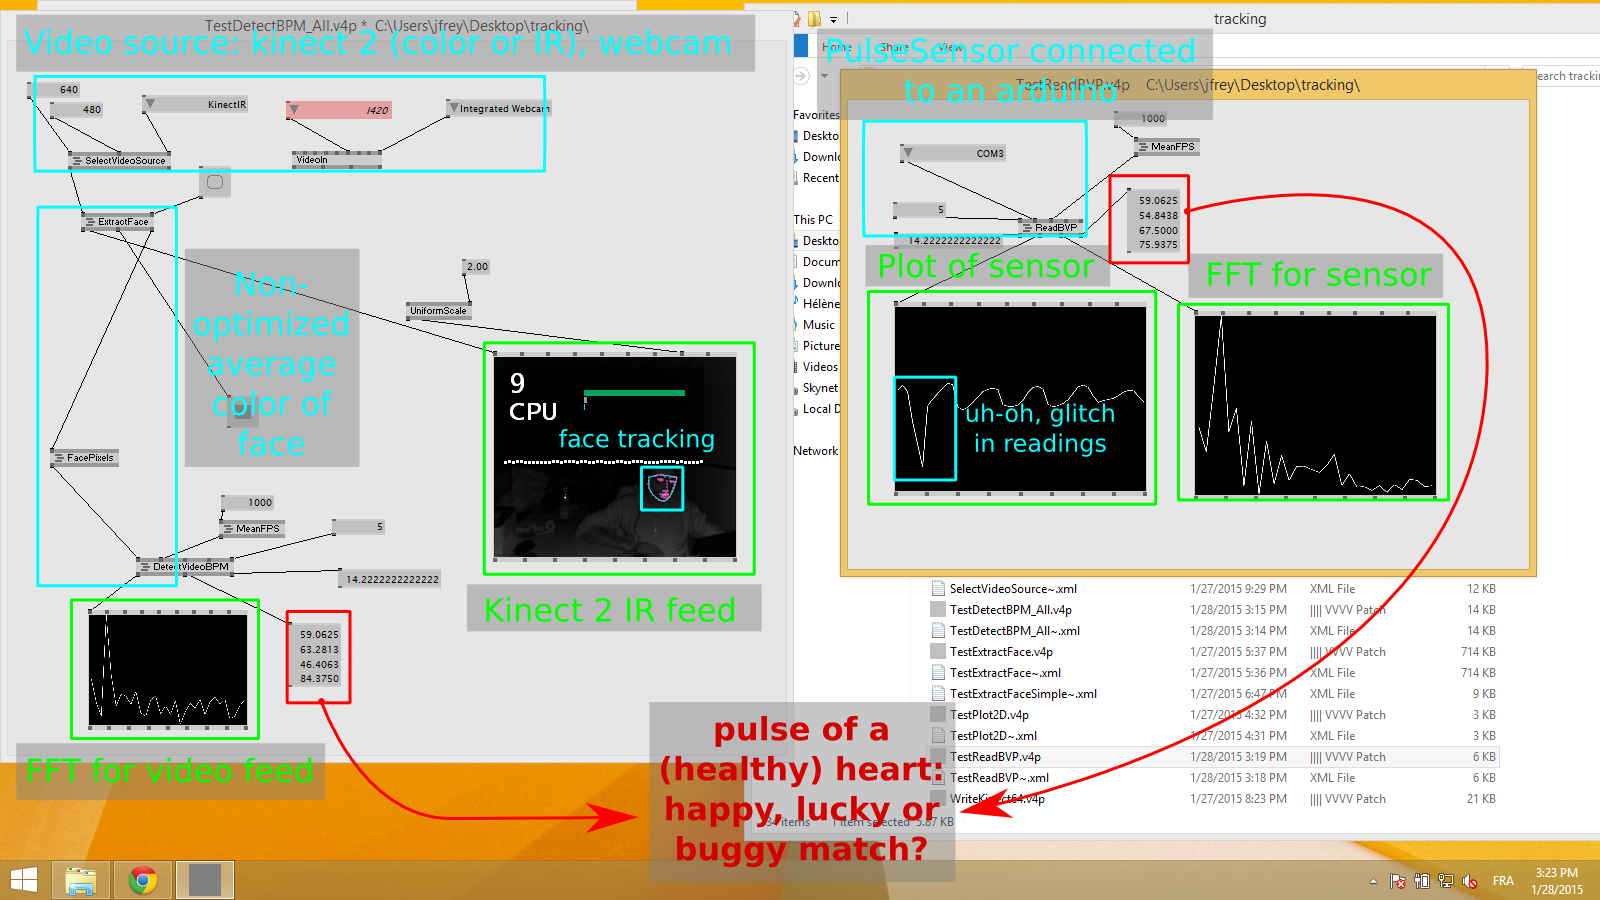 TestDetectBPM_All.v4p * C:\Users\jfrey\Desktop\tracking\
Video source: kinect 2 (color or IR), webcam
640
480
KinectIR
I420
Integrated Webcam
SelectVideoSource
VideoIn
ExtractFace
Non-
optimized
average
color of
face
2.00
UniformScale
9
CPU
face tracking
FacePixels
1000
MeanFPS
5
DetectVideoBPM
14.2222222222222
Kinect 2 IR feed
59.0625
63.2813
46.4063
84.3750
FFT for video feed
pulse of a
(healthy) heart:
happy, lucky or
buggy match?
tracking
Home Share View
PulseSensor connected
to an arduino
TestReadBVP.v4p C:\Users\jfrey\Desktop\tracking\
earch trackin
1000
MeanFPS
COM3
5
ReadBVP
14.2222222222222
59.0625
54.8438
67.5000
75.9375
Plot of sensor
FFT for sensor
uh-oh, glitch
in readings
Favorites
Deskto
Downlo
Recent
This PC
Deskto
Docum
Downlo
Hélène
Music
Picture
Videos
Skynet
Local D
Network
SelectVideoSource~.xml 1/27/2015 9:29 PM XML File 12 KB
TestDetectBPM_All.v4p 1/28/2015 3:15 PM |||| VVVV Patch 14 KB
TestDetectBPM_All~.xml 1/28/2015 3:14 PM XML File 14 KB
TestExtractFace.v4p 1/27/2015 5:37 PM |||| VVVV Patch 714 KB
TestExtractFace~.xml 1/27/2015 5:36 PM XML File 714 KB
TestExtractFaceSimple~.xml 1/27/2015 6:47 PM XML File 9 KB
TestPlot2D.v4p 1/27/2015 4:32 PM |||| VVVV Patch 3 KB
TestPlot2D~.xml 1/27/2015 4:31 PM XML File 3 KB
TestReadBVP.v4p 1/28/2015 3:19 PM |||| VVVV Patch 6 KB
TestReadBVP~.xml 1/28/2015 3:18 PM XML File 6 KB
WriteKinect64.v4p 1/27/2015 8:23 PM |||| VVVV Patch 21 KB
34 items 1 item selected 5.87 KB
FRA
3:23 PM
1/28/2015